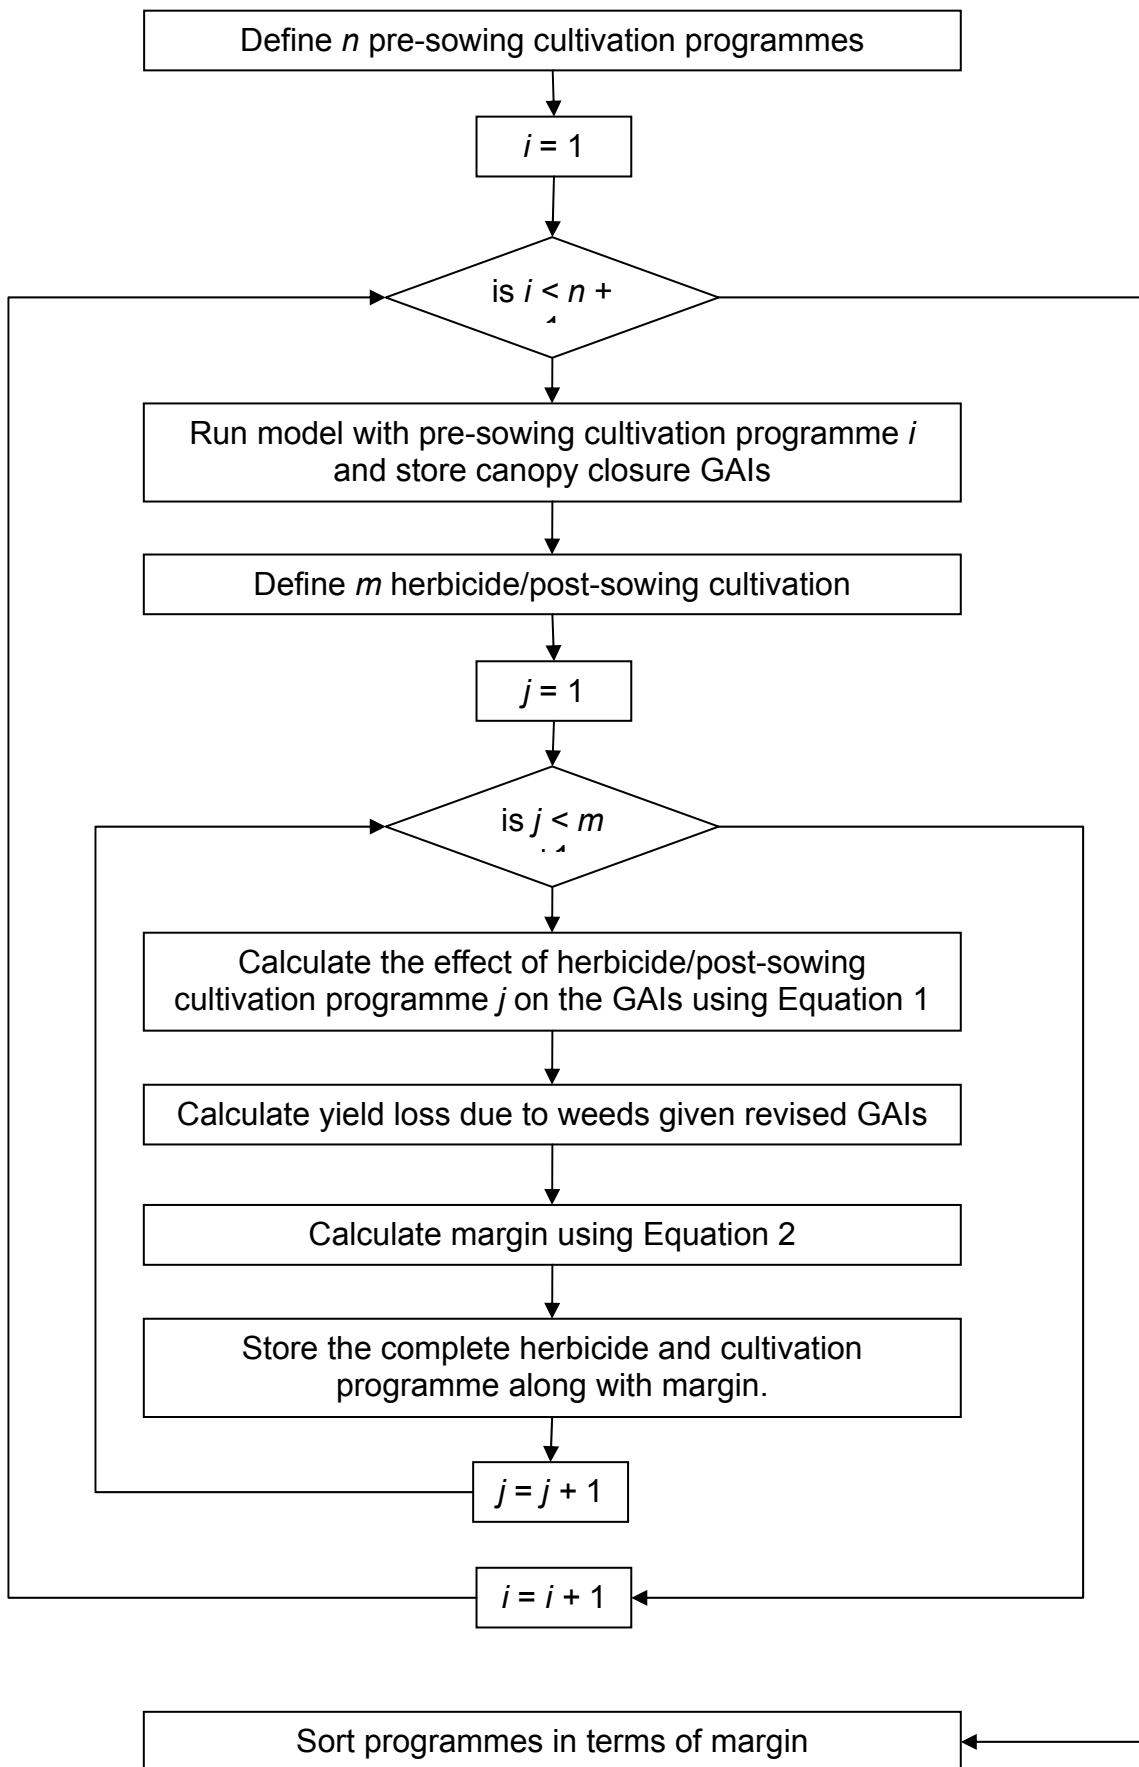 Define n pre-sowing cultivation programmes
i = 1
is i < n +
Run model with pre-sowing cultivation programme i
and store canopy closure GAIs
Define m herbicide/post-sowing cultivation
j = 1
is j < m
Calculate the effect of herbicide/post-sowing
cultivation programme j on the GAIs using Equation 1
Calculate yield loss due to weeds given revised GAIs
Calculate margin using Equation 2
Store the complete herbicide and cultivation
programme along with margin.
j = j + 1
i = i + 1
Sort programmes in terms of margin